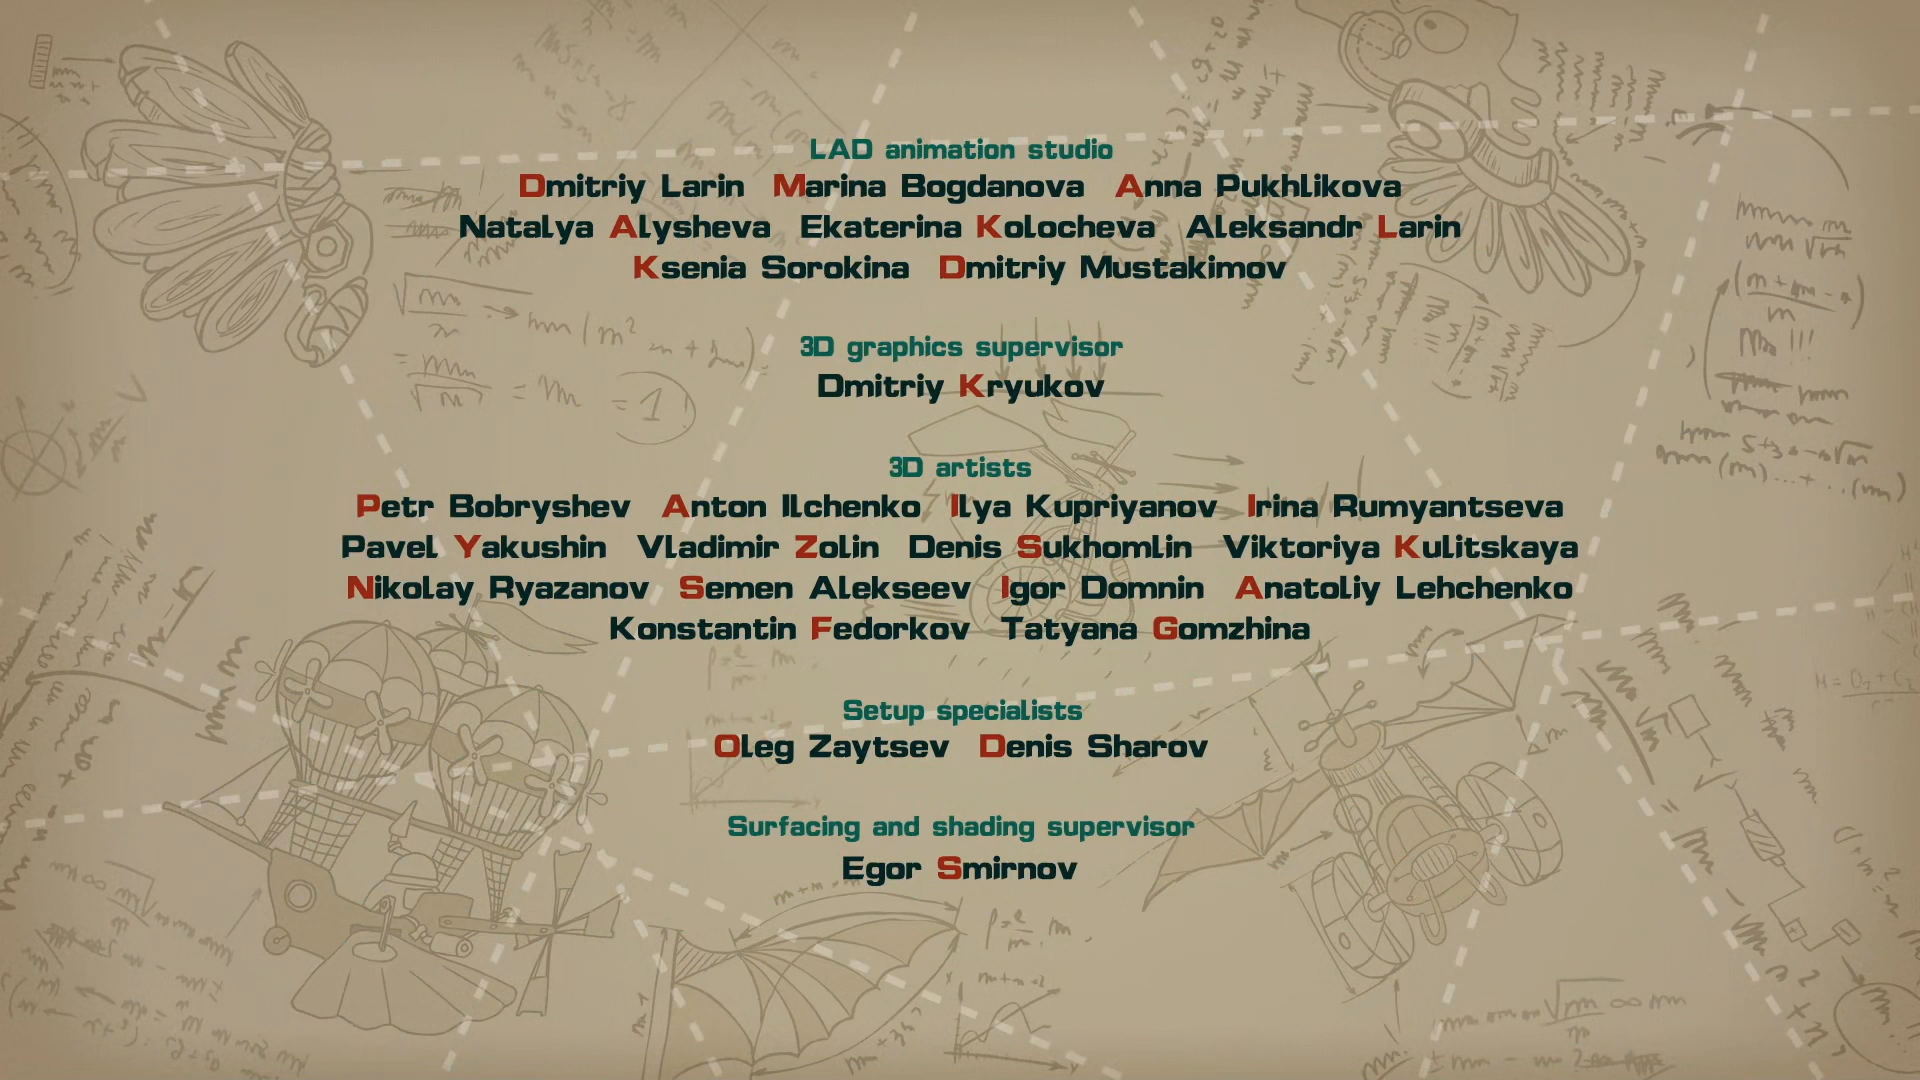 LAD animation studio
Dmitriy Larin Marina Bogdanova Anna Pukhlikova
Natalya Alysheva Ekaterina Kolocheva Aleksandr Larin
Ksenia Sorokina Dmitriy Mustakimov
3D graphics supervisor
Dmitriy Kryukov
3D artists
Petr Bobryshev Anton Ilchenko Ilya Kupriyanov Irina Rumyantseva
Pavel Yakushin Vladimir Zolin Denis Sukhomlin Viktoriya Kulitskaya
Nikolay Ryazanov Semen Alekseev Igor Domnin Anatoliy Lehchenko
Konstantin Fedorkov Tatyana Gomzhina
Setup specialists
Oleg Zaytsev Denis Sharov
Surfacing and shading supervisor
Egor Smirnov